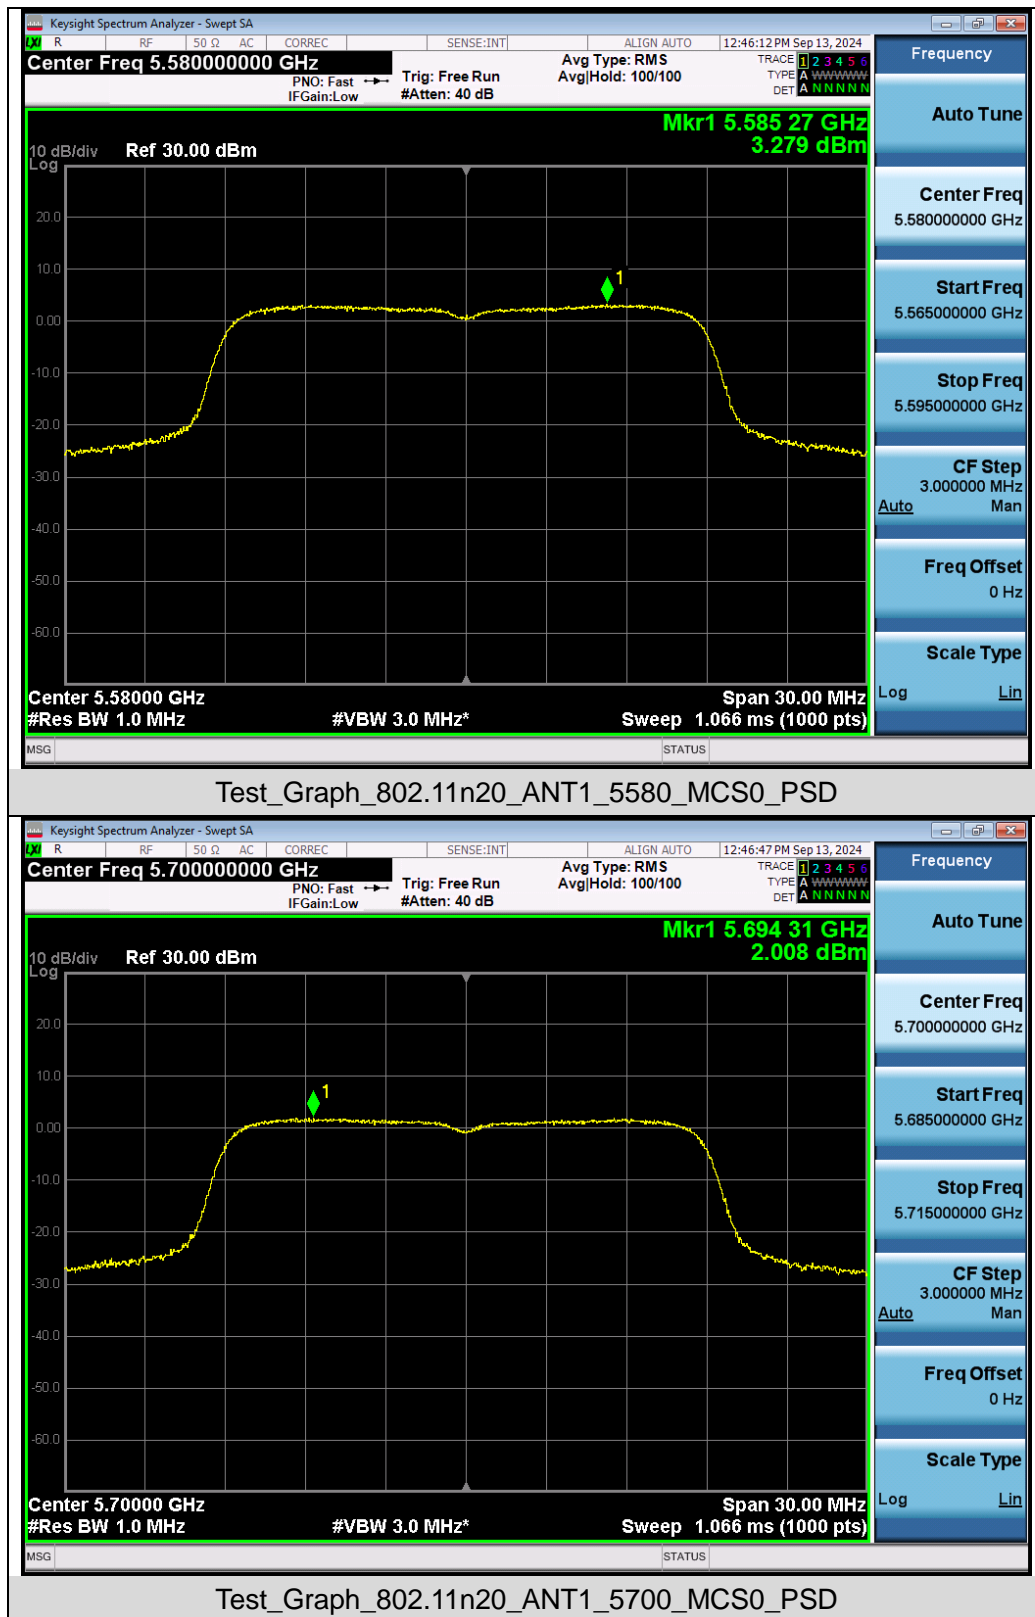 Keysight Spectrum Analyzer - Swept SA
LXI R RF 50 Ω AC CORREC SENSE:INT ALIGN AUTO 12:46:12 PM Sep 13, 2024
Center Freq 5.580000000 GHz
PNO: Fast
IFGain:Low
Trig: Free Run
#Atten: 40 dB
Avg Type: RMS
Avg|Hold: 100/100
TRACE 1 2 3 4 5 6
TYPE A WWWWW
DET A N N N N N
Mkr1 5.585 27 GHz
3.279 dBm
10 dB/div Ref 30.00 dBm
Log
20.0
10.0
0.00
-10.0
-20.0
-30.0
-40.0
-50.0
-60.0
1
Center 5.58000 GHz Span 30.00 MHz
#Res BW 1.0 MHz #VBW 3.0 MHz* Sweep 1.066 ms (1000 pts)
MSG STATUS
Frequency
Auto Tune
Center Freq
5.580000000 GHz
Start Freq
5.565000000 GHz
Stop Freq
5.595000000 GHz
CF Step
3.000000 MHz
Auto Man
Freq Offset
0 Hz
Scale Type
Log Lin
Test_Graph_802.11n20_ANT1_5580_MCS0_PSD
Keysight Spectrum Analyzer - Swept SA
LXI R RF 50 Ω AC CORREC SENSE:INT ALIGN AUTO 12:46:47 PM Sep 13, 2024
Center Freq 5.700000000 GHz
PNO: Fast
IFGain:Low
Trig: Free Run
#Atten: 40 dB
Avg Type: RMS
Avg|Hold: 100/100
TRACE 1 2 3 4 5 6
TYPE A WWWWW
DET A N N N N N
Mkr1 5.694 31 GHz
2.008 dBm
10 dB/div Ref 30.00 dBm
Log
20.0
10.0
0.00
-10.0
-20.0
-30.0
-40.0
-50.0
-60.0
1
Center 5.70000 GHz Span 30.00 MHz
#Res BW 1.0 MHz #VBW 3.0 MHz* Sweep 1.066 ms (1000 pts)
MSG STATUS
Frequency
Auto Tune
Center Freq
5.700000000 GHz
Start Freq
5.685000000 GHz
Stop Freq
5.715000000 GHz
CF Step
3.000000 MHz
Auto Man
Freq Offset
0 Hz
Scale Type
Log Lin
Test_Graph_802.11n20_ANT1_5700_MCS0_PSD